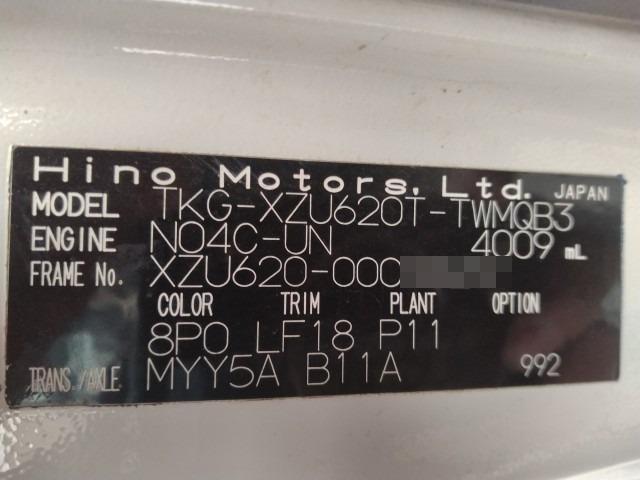 Hino Motors, Ltd. JAPAN
MODEL TKG-XZU620T-TWMQB3
ENGINE N04C-UN 4009 mL
FRAME No. XZU620-000
COLOR TRIM PLANT OPTION
8P0 LF18 P11
TRANS./AXLE MYY5A B11A 992